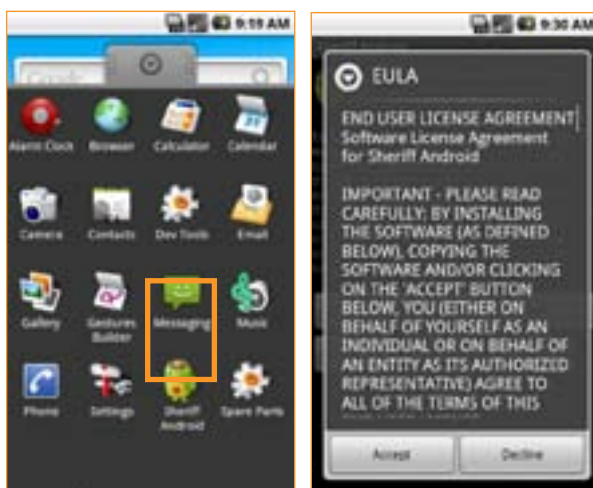 9:19 AM
Alarm Clock Browser Calculator Calendar
Camera Contacts Dev Tools Email
Gallery Gestures Builder Messaging Music
Phone Settings Sheriff Android Spare Parts
9:30 AM
EULA
END USER LICENSE AGREEMENT
Software License Agreement
for Sheriff Android
IMPORTANT - PLEASE READ
CAREFULLY: BY INSTALLING
THE SOFTWARE (AS DEFINED
BELOW), COPYING THE
SOFTWARE AND/OR CLICKING
ON THE 'ACCEPT' BUTTON
BELOW, YOU (EITHER ON
BEHALF OF YOURSELF AS AN
INDIVIDUAL OR ON BEHALF OF
AN ENTITY AS ITS AUTHORIZED
REPRESENTATIVE) AGREE TO
ALL OF THE TERMS OF THIS
Accept Decline